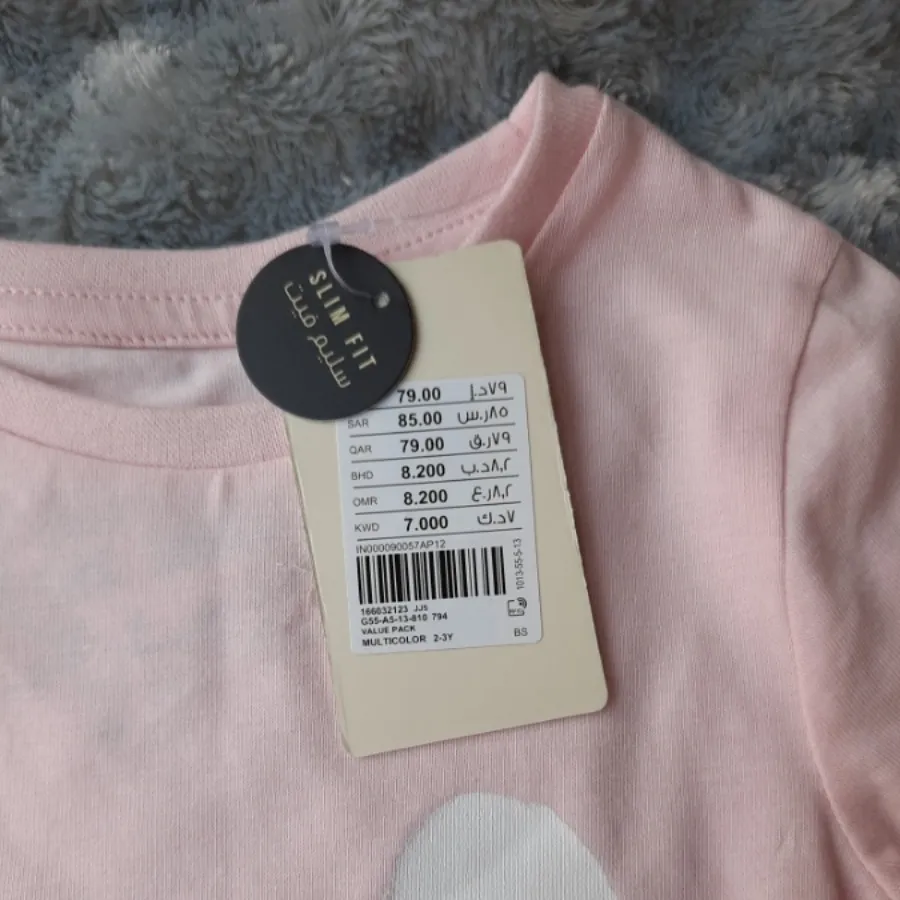 SLIM FIT
سليم فيت
79.00 ٧٩د.إ
SAR 85.00 ٨٥ر.س
QAR 79.00 ٧٩ر.ق
BHD 8.200 ٨,٢د.ب
OMR 8.200 ٨,٢ر.ع
KWD 7.000 ٧د.ك
IN000090057AP12
1013-55-5-13
166032123 JJ5
G55-A5-13-810 794
VALUE PACK
MULTICOLOR 2-3Y
BS